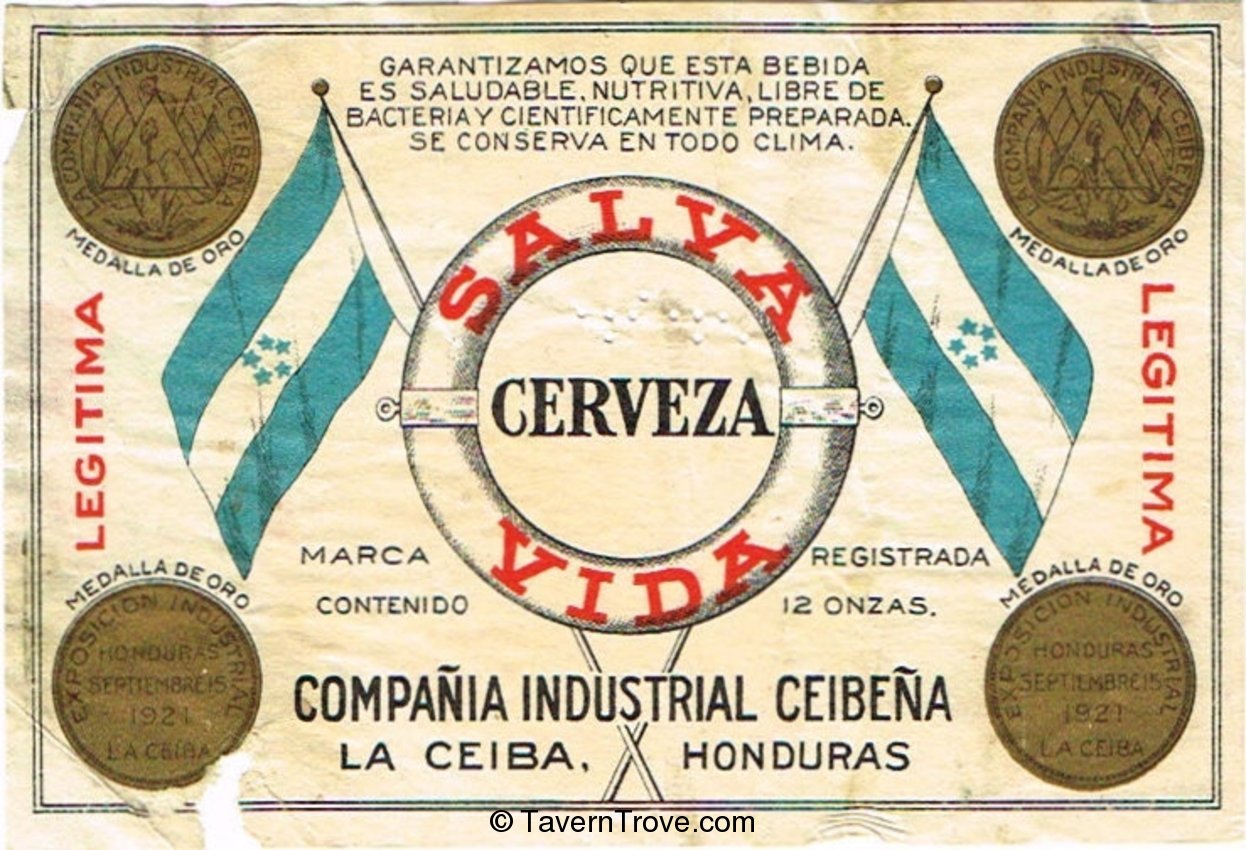 GARANTIZAMOS QUE ESTA BEBIDA
ES SALUDABLE, NUTRITIVA, LIBRE DE
BACTERIA Y CIENTIFICAMENTE PREPARADA.
SE CONSERVA EN TODO CLIMA.
LA COMPAÑIA INDUSTRIAL CEIBEÑA
MEDALLA DE ORO
LA COMPAÑIA INDUSTRIAL CEIBEÑA
MEDALLA DE ORO
LEGITIMA
SALVA
CERVEZA
VIDA
LEGITIMA
MARCA REGISTRADA
CONTENIDO 12 ONZAS.
MEDALLA DE ORO
EXPOSICION INDUSTRIAL
HONDURAS
SEPTIEMBRE 15
1921
LA CEIBA
MEDALLA DE ORO
EXPOSICION INDUSTRIAL
HONDURAS
SEPTIEMBRE 15
1921
LA CEIBA
COMPAÑIA INDUSTRIAL CEIBEÑA
LA CEIBA, HONDURAS
© TavernTrove.com